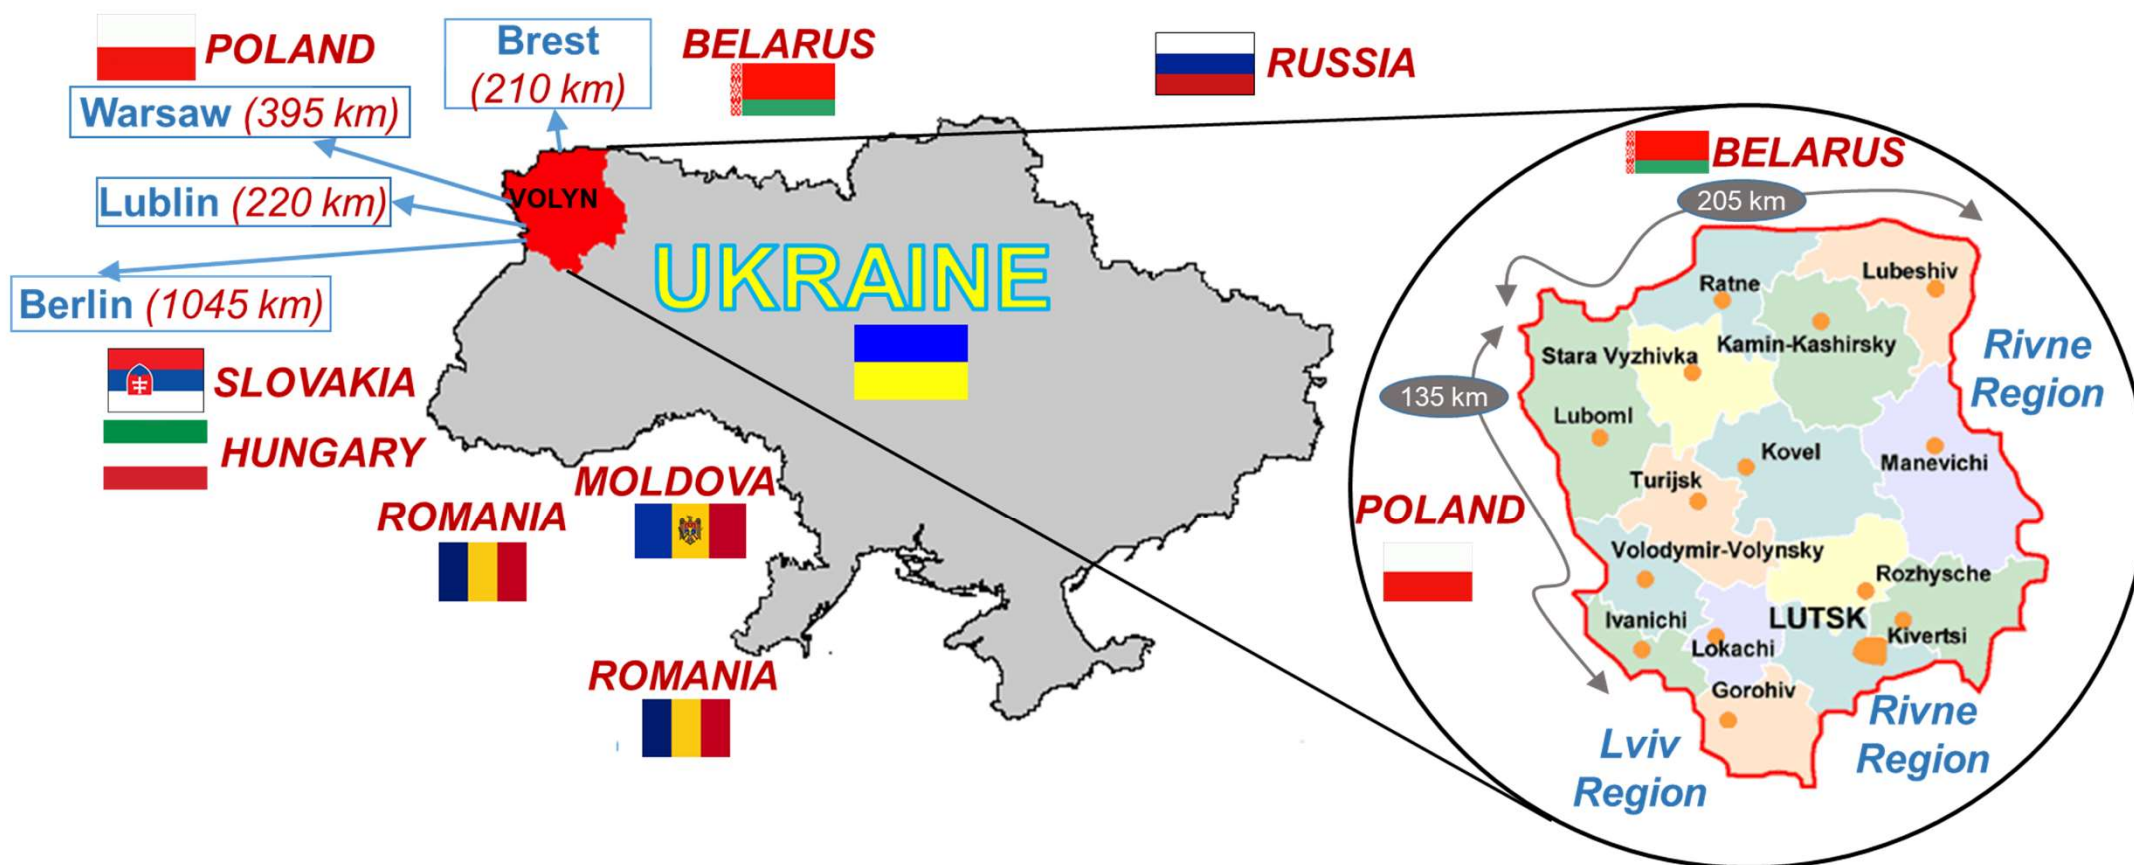 POLAND
Brest
(210 km)
BELARUS
RUSSIA
Warsaw (395 km)
Lublin (220 km)
Berlin (1045 km)
VOLYN
UKRAINE
SLOVAKIA
HUNGARY
ROMANIA
MOLDOVA
ROMANIA
BELARUS
205 km
135 km
POLAND
Ratne
Lubeshiv
Stara Vyzhivka
Kamin-Kashirsky
Rivne
Region
Luboml
Kovel
Manevichi
Turijsk
Volodymir-Volynsky
Rozhysche
Ivanichi
LUTSK
Kivertsi
Lokachi
Gorohiv
Rivne
Region
Lviv
Region